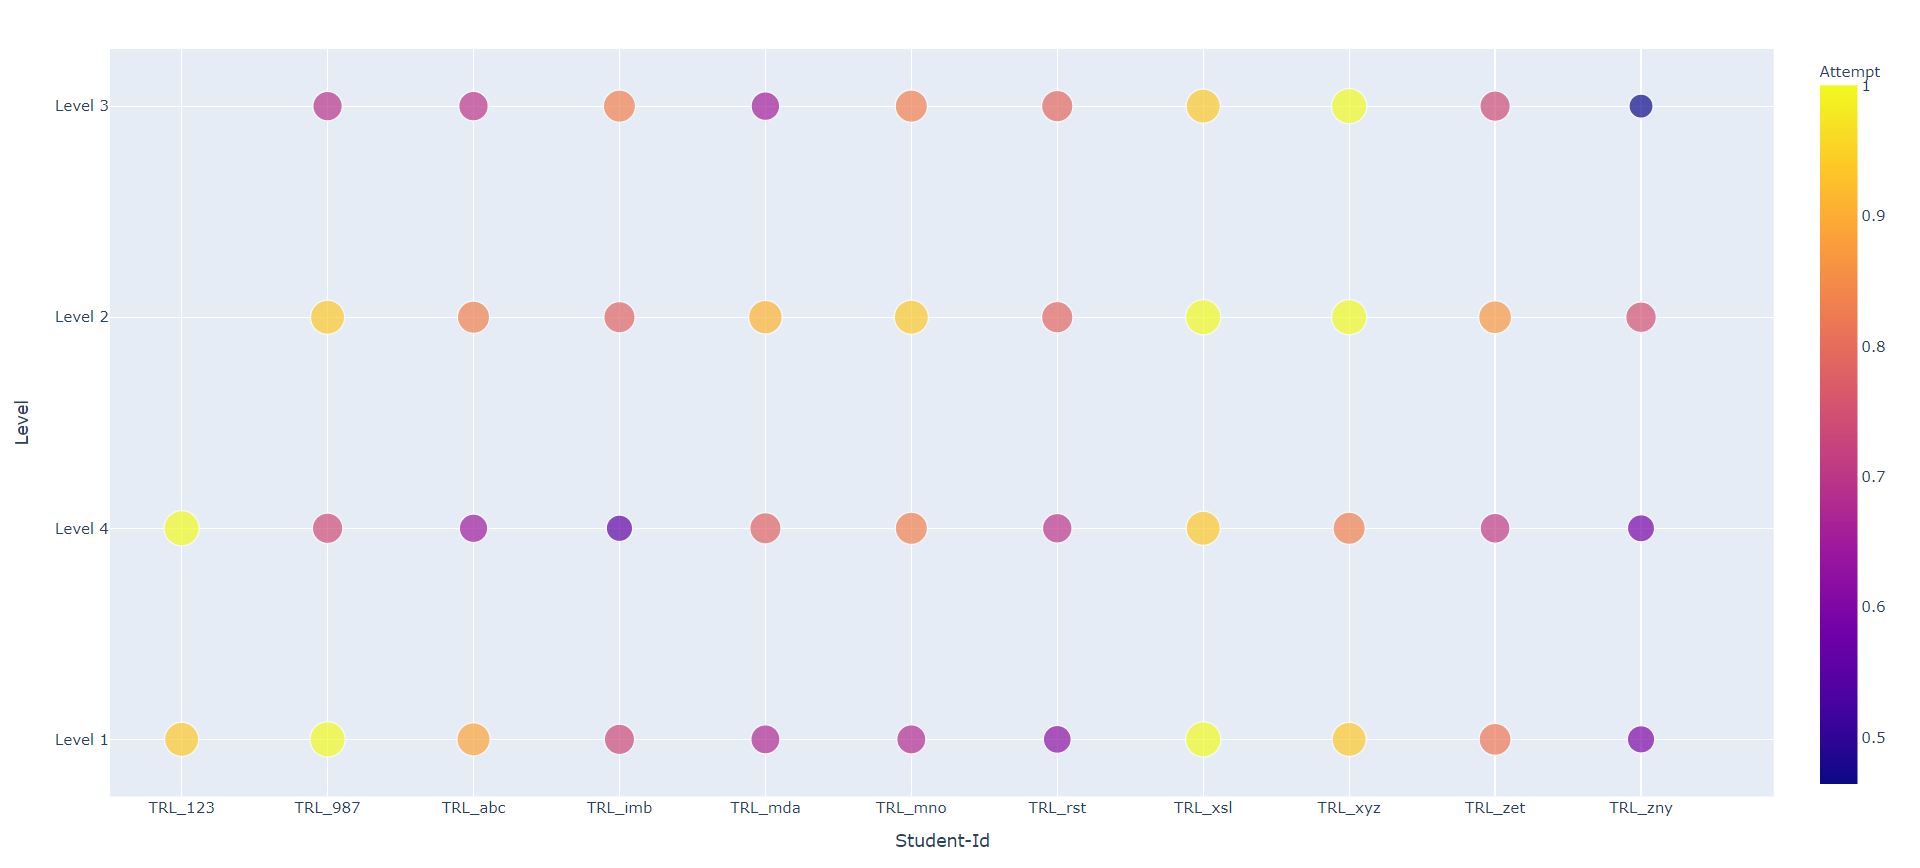 Attempt
1
0.9
0.8
0.7
0.6
0.5
Level 3
Level 2
Level 4
Level 1
Level
TRL_123 TRL_987 TRL_abc TRL_imb TRL_mda TRL_mno TRL_rst TRL_xsl TRL_xyz TRL_zet TRL_zny
Student-Id